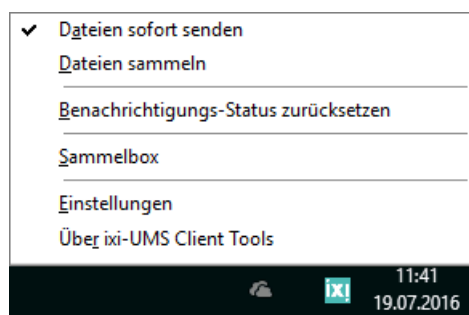 Dateien sofort senden
Dateien sammeln
Benachrichtigungs-Status zurücksetzen
Sammelbox
Einstellungen
Über ixi-UMS Client Tools
ixi
11:41
19.07.2016